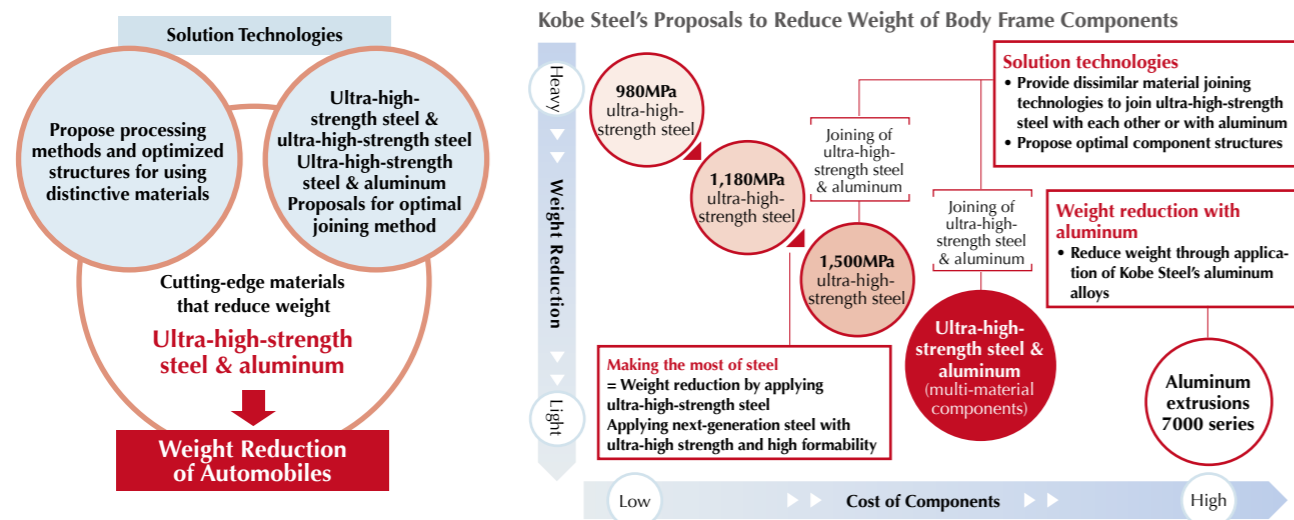 Solution Technologies
Propose processing
methods and optimized
structures for using
distinctive materials
Ultra-high-
strength steel &
ultra-high-strength steel
Ultra-high-strength
steel & aluminum
Proposals for optimal
joining method
Cutting-edge materials
that reduce weight
Ultra-high-strength
steel & aluminum
Weight Reduction
of Automobiles
Kobe Steel's Proposals to Reduce Weight of Body Frame Components
Heavy
Weight Reduction
Light
980MPa
ultra-high-
strength steel
1,180MPa
ultra-high-
strength steel
1,500MPa
ultra-high-
strength steel
Joining of
ultra-high-
strength steel
& aluminum
Joining of
ultra-high-
strength steel
& aluminum
Solution technologies
• Provide dissimilar material joining
technologies to join ultra-high-strength
steel with each other or with aluminum
• Propose optimal component structures
Weight reduction with
aluminum
• Reduce weight through applica-
tion of Kobe Steel's aluminum
alloys
Making the most of steel
= Weight reduction by applying
ultra-high-strength steel
Applying next-generation steel with
ultra-high strength and high formability
Ultra-high-
strength steel &
aluminum
(multi-material
components)
Aluminum
extrusions
7000 series
Low
Cost of Components
High